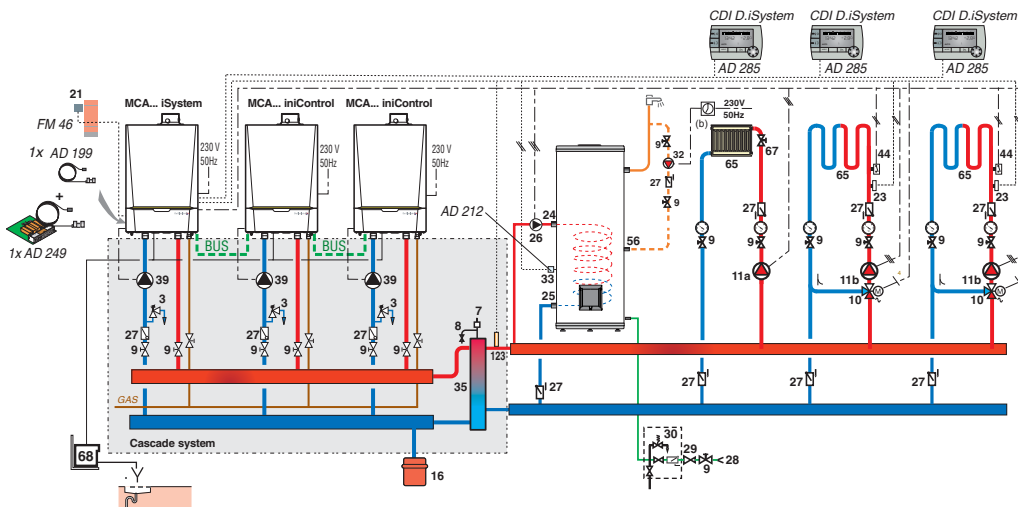 CDI D.iSystem CDI D.iSystem CDI D.iSystem
AD 285 AD 285 AD 285
21
FM 46
1x AD 199
+
1x AD 249
MCA... iSystem MCA... iniControl MCA... iniControl
230 V
50Hz
230 V
50Hz
230 V
50Hz
BUS BUS
39 39 39
3 3 3
27 27 27
9 9 9 9 9 9
7
8
35
123
GAS
Cascade system
16
68
AD 212
24
26
33
25
56
9
32
27
9
(b)
230V
50Hz
65
67
27
9 9
11a
65
44
23
27
9 9
11b
10
M
65
44
23
27
9 9
11b
10
M
27 27 27 27
30
29
9
28